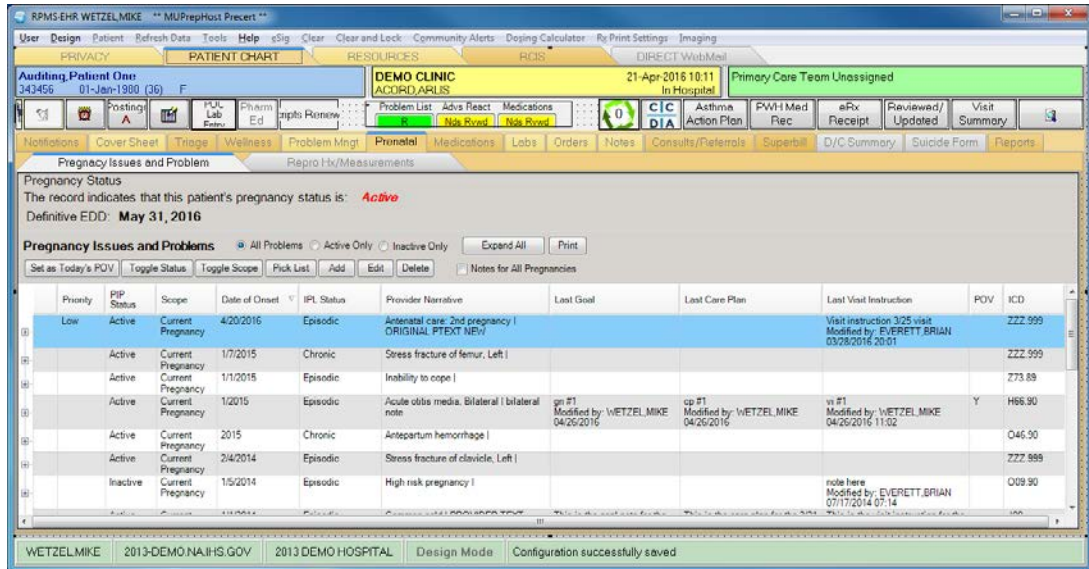 RPMS-EHR WETZEL,MIKE ** MUPrepHost Precert **
User Design Patient Refresh Data Tools Help eSig Clear Clear and Lock Community Alerts Dosing Calculator Rx Print Settings Imaging
PRIVACY PATIENT CHART RESOURCES RCIS DIRECT WebMail
Auditing,Patient One DEMO CLINIC 21-Apr-2016 10:11 Primary Care Team Unassigned
343456 01-Jan-1980 (36) F ACORD,ARLIS In Hospital
Postings A POC Lab Entry Pharm Ed ripts Renew Problem List Advs React Medications 0 C|C Asthma PWH Med eRx Reviewed/ Visit
R Nds Rvwd Nds Rvwd DIA Action Plan Rec Receipt Updated Summary
Notifications Cover Sheet Triage Wellness Problem Mngt Prenatal Medications Labs Orders Notes Consults/Referrals Superbill D/C Summary Suicide Form Reports
Pregnacy Issues and Problem Repro Hx/Measurements
Pregnancy Status
The record indicates that this patient's pregnancy status is: Active
Definitive EDD: May 31, 2016
Pregnancy Issues and Problems All Problems Active Only Inactive Only Expand All Print
Set as Today's POV Toggle Status Toggle Scope Pick List Add Edit Delete Notes for All Pregnancies
Priority PIP Status Scope Date of Onset IPL Status Provider Narrative Last Goal Last Care Plan Last Visit Instruction POV ICD
Low Active Current Pregnancy 4/20/2016 Episodic Antenatal care: 2nd pregnancy | Visit instruction 3/25 visit ZZZ.999
ORIGINAL PTEXT NEW Modified by: EVERETT,BRIAN
03/28/2016 20:01
Active Current Pregnancy 1/7/2015 Chronic Stress fracture of femur, Left | ZZZ.999
Active Current Pregnancy 1/1/2015 Episodic Inability to cope | Z73.89
Active Current Pregnancy 1/2015 Episodic Acute otitis media, Bilateral | bilateral gn #1 cp #1 vi #1 Y H66.90
note Modified by: WETZEL,MIKE Modified by: WETZEL,MIKE Modified by: WETZEL,MIKE
04/26/2016 04/26/2016 04/26/2016 11:02
Active Current Pregnancy 2015 Chronic Antepartum hemorrhage | O46.90
Active Current Pregnancy 2/4/2014 Episodic Stress fracture of clavicle, Left | ZZZ.999
Inactive Current Pregnancy 1/5/2014 Episodic High risk pregnancy | note here O09.90
Modified by: EVERETT,BRIAN
07/17/2014 07:14
WETZEL,MIKE 2013-DEMO.NA.IHS.GOV 2013 DEMO HOSPITAL Design Mode Configuration successfully saved